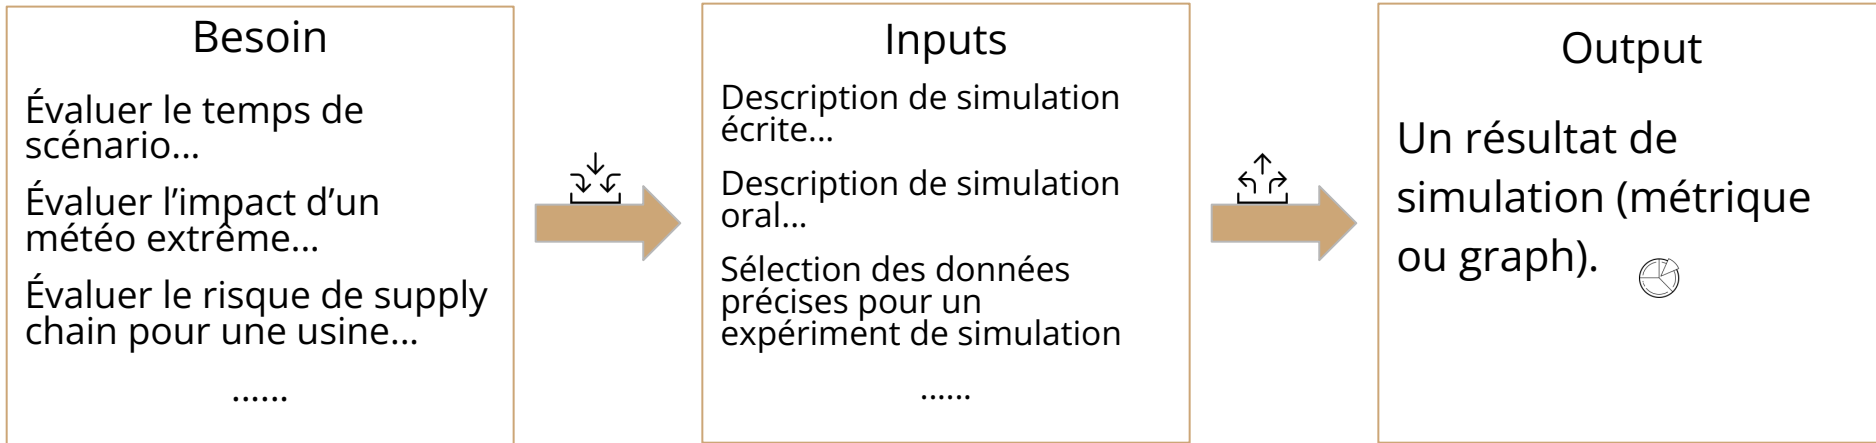 Besoin
Évaluer le temps de
scénario...
Évaluer l'impact d'un
météo extrême...
Évaluer le risque de supply
chain pour une usine...
......
Inputs
Description de simulation
écrite...
Description de simulation
oral...
Sélection des données
précises pour un
expériment de simulation
......
Output
Un résultat de
simulation (métrique
ou graph).